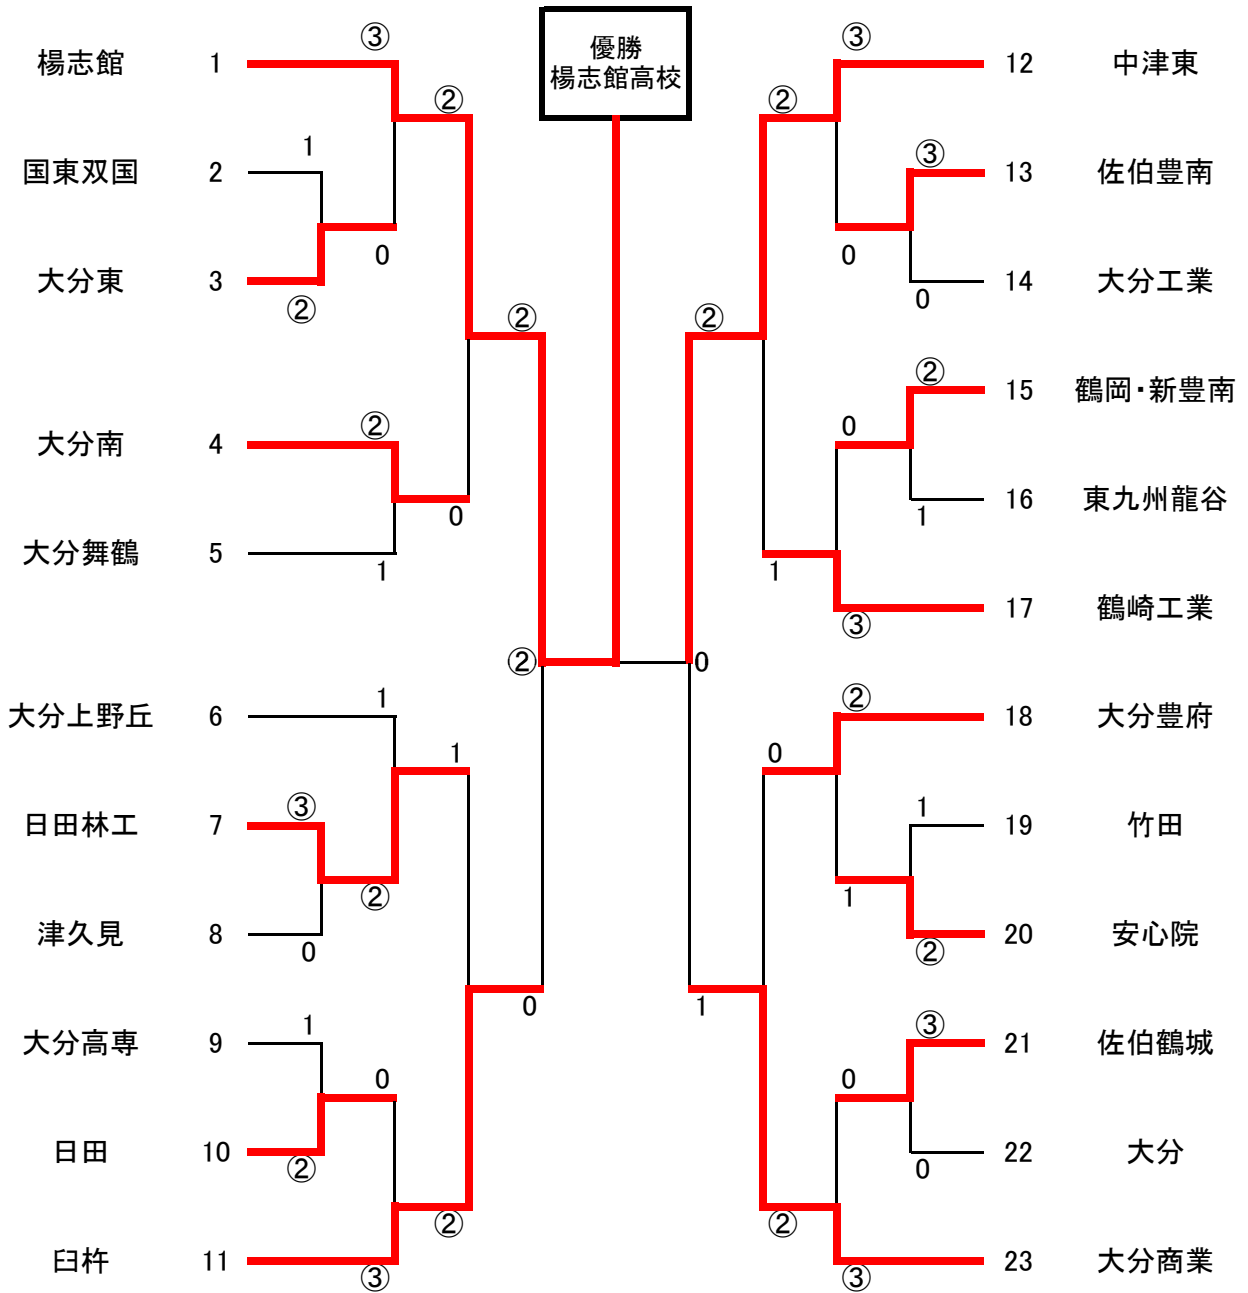 優勝
楊志館高校
③
楊志館 1
②
1
国東双国 2
0
大分東 3
②
②
②
大分南 4
0
大分舞鶴 5
1
②
1
大分上野丘 6
1
③
日田林工 7
②
津久見 8
0
0
1
大分高専 9
0
日田 10
②
②
臼杵 11
③
③
12 中津東
②
③
13 佐伯豊南
0
14 大分工業
0
②
②
15 鶴岡・新豊南
0
16 東九州龍谷
1
1
17 鶴崎工業
③
0
②
18 大分豊府
0
1
19 竹田
1
20 安心院
②
1
③
21 佐伯鶴城
0
22 大分
0
②
23 大分商業
③